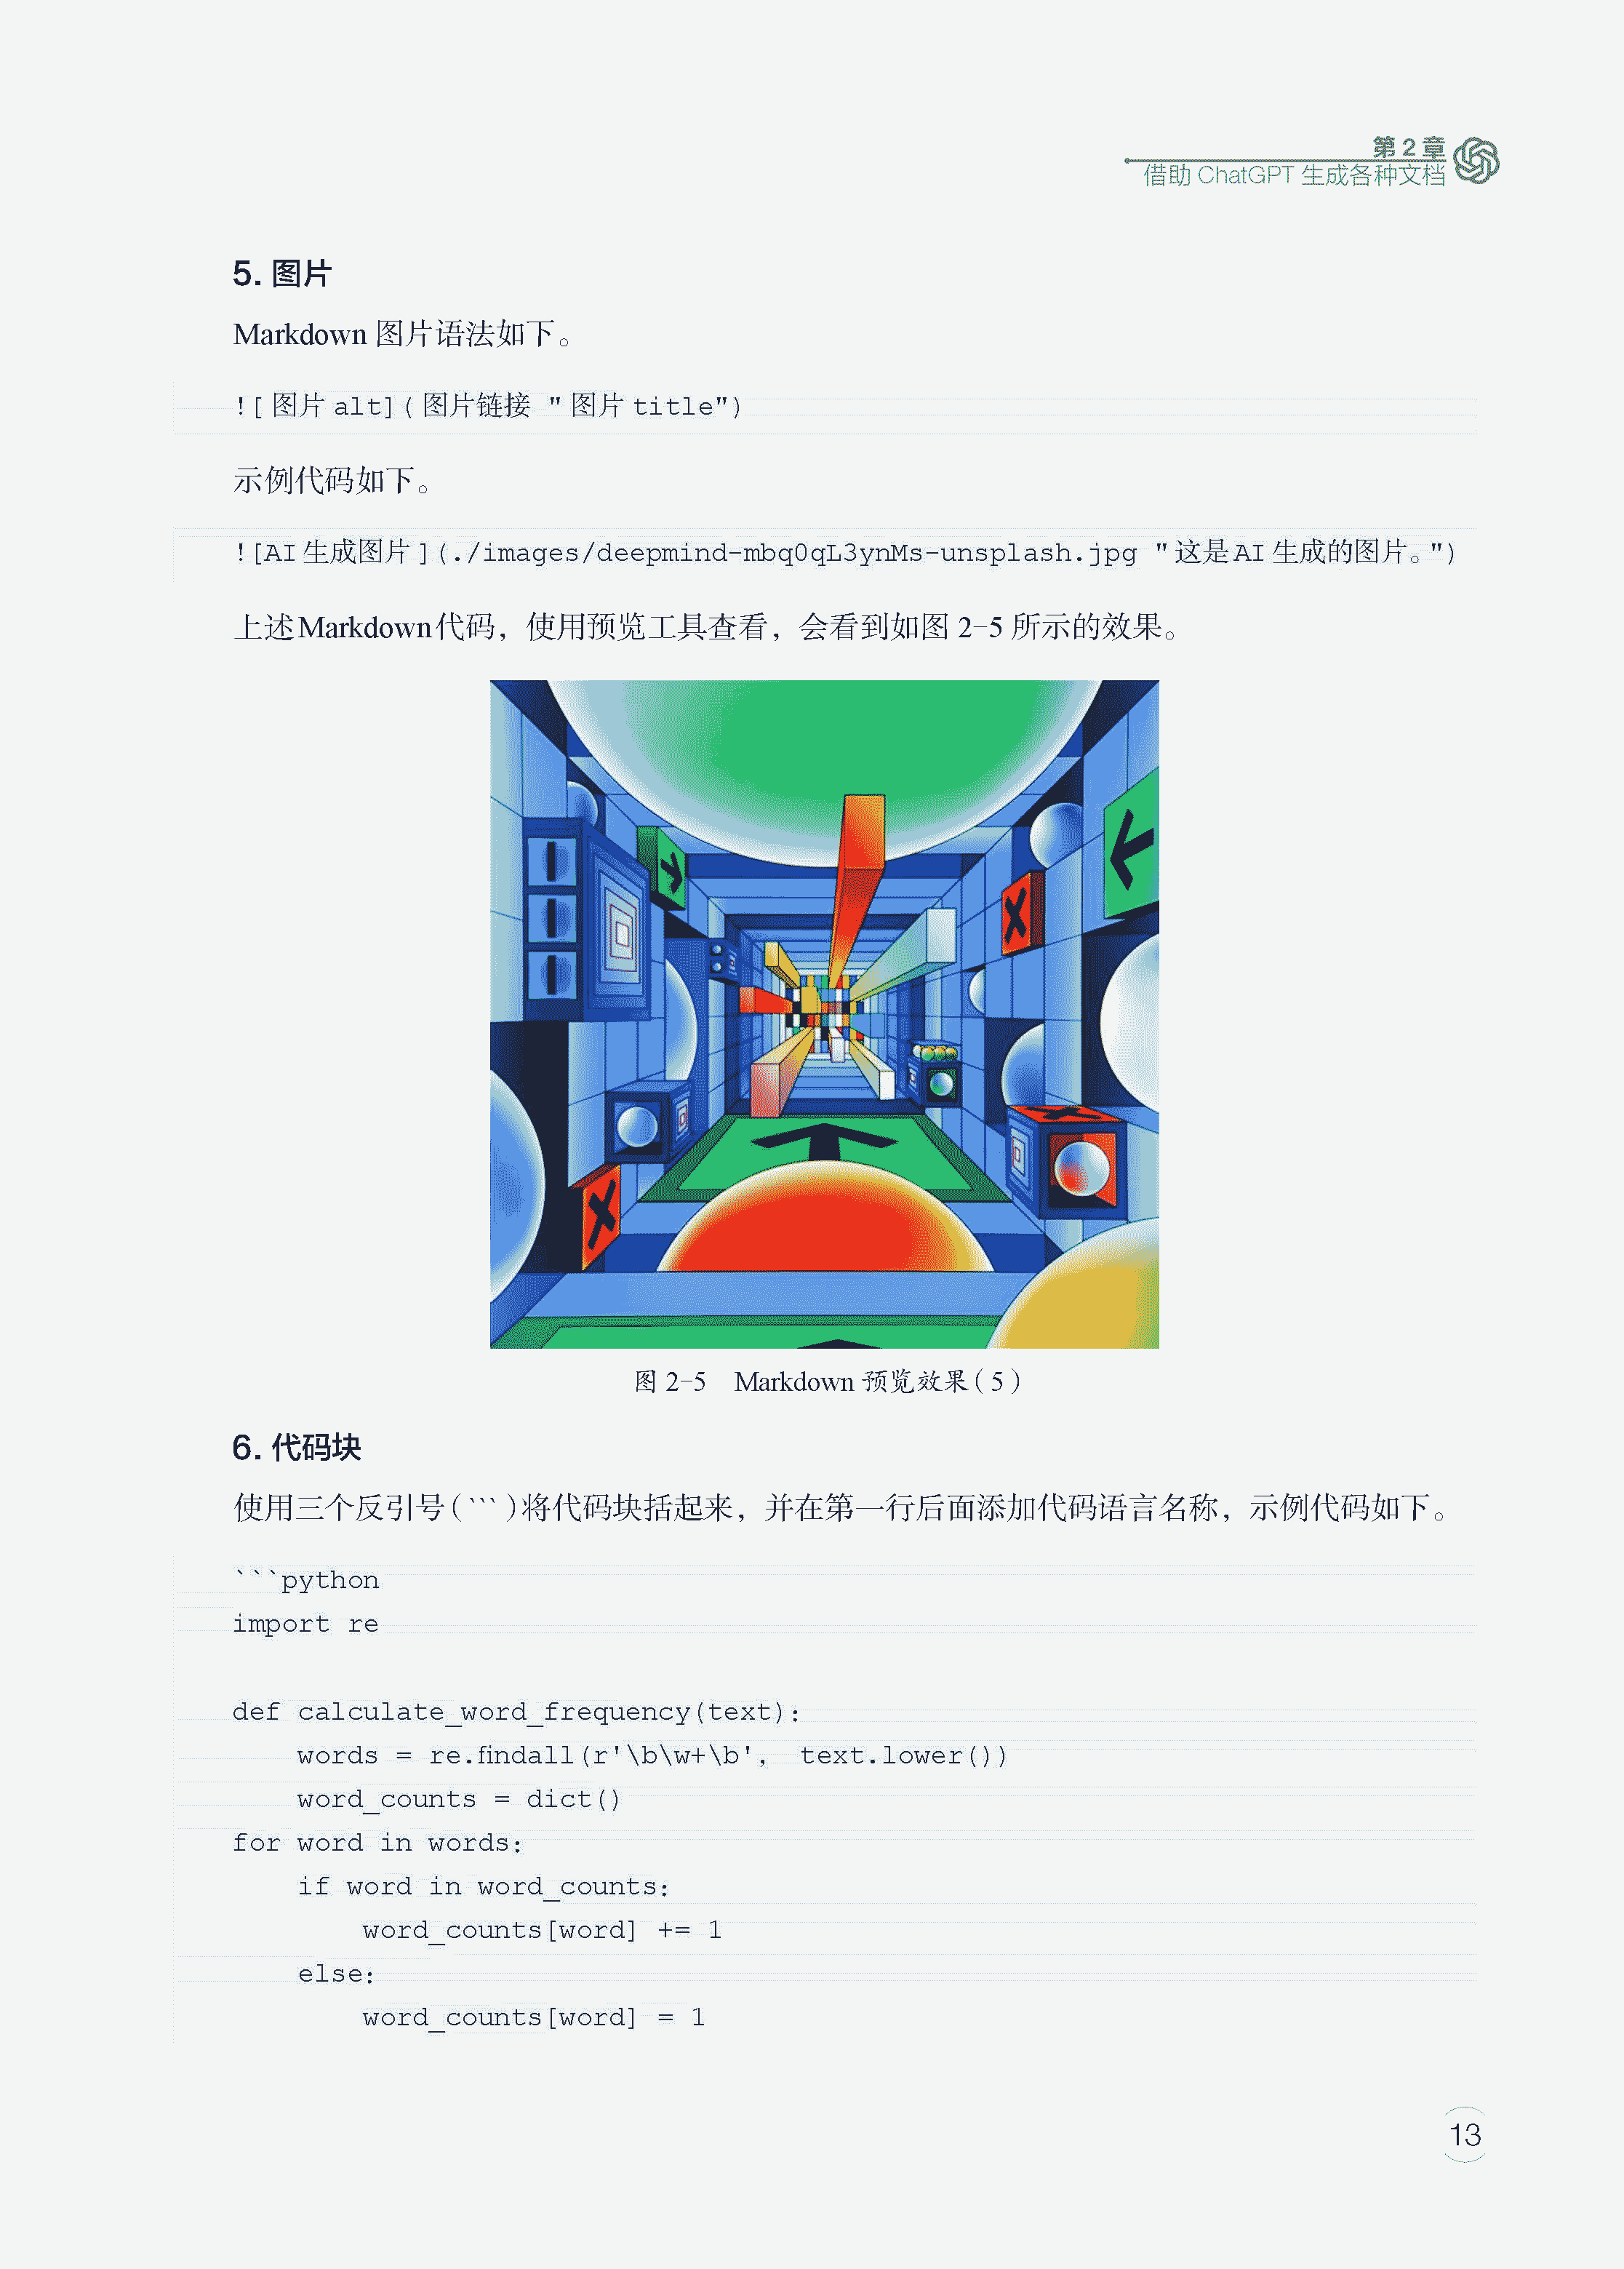 第 2 章
借助 ChatGPT 生成各种文档
5. 图片
Markdown 图片语法如下。
![ 图片 alt]( 图片链接 " 图片 title")
示例代码如下。
![AI 生成图片 ](./images/deepmind-mbq0qL3ynMs-unsplash.jpg "这是AI 生成的图片。")
上述Markdown代码，使用预览工具查看，会看到如图 2-5 所示的效果。
图 2-5 Markdown 预览效果（5）
6. 代码块
使用三个反引号（```）将代码块括起来，并在第一行后面添加代码语言名称，示例代码如下。
```python
import re
def calculate_word_frequency(text):
    words = re.findall(r'\b\w+\b', text.lower())
    word_counts = dict()
for word in words:
    if word in word_counts:
        word_counts[word] += 1
    else:
        word_counts[word] = 1
13